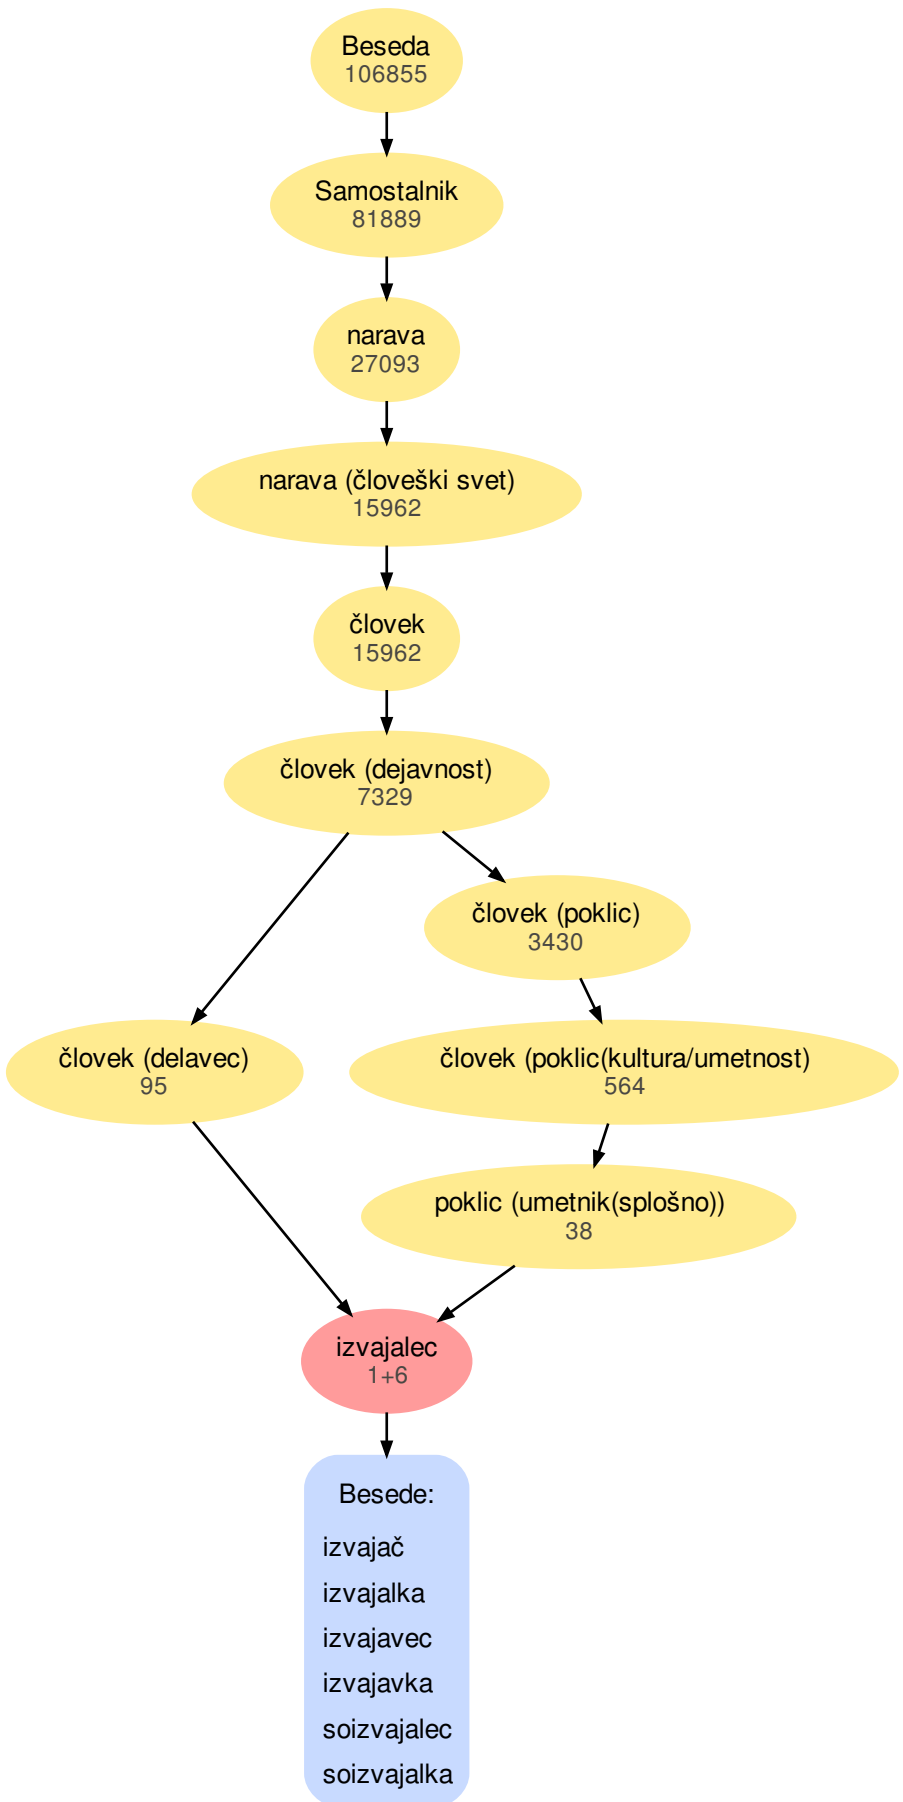 Beseda
106855
Samostalnik
81889
narava
27093
narava (človeški svet)
15962
človek
15962
človek (dejavnost)
7329
človek (poklic)
3430
človek (delavec)
95
človek (poklic(kultura/umetnost)
564
poklic (umetnik(splošno))
38
izvajalec
1+6
Besede:
izvajač
izvajalka
izvajavec
izvajavka
soizvajalec
soizvajalka